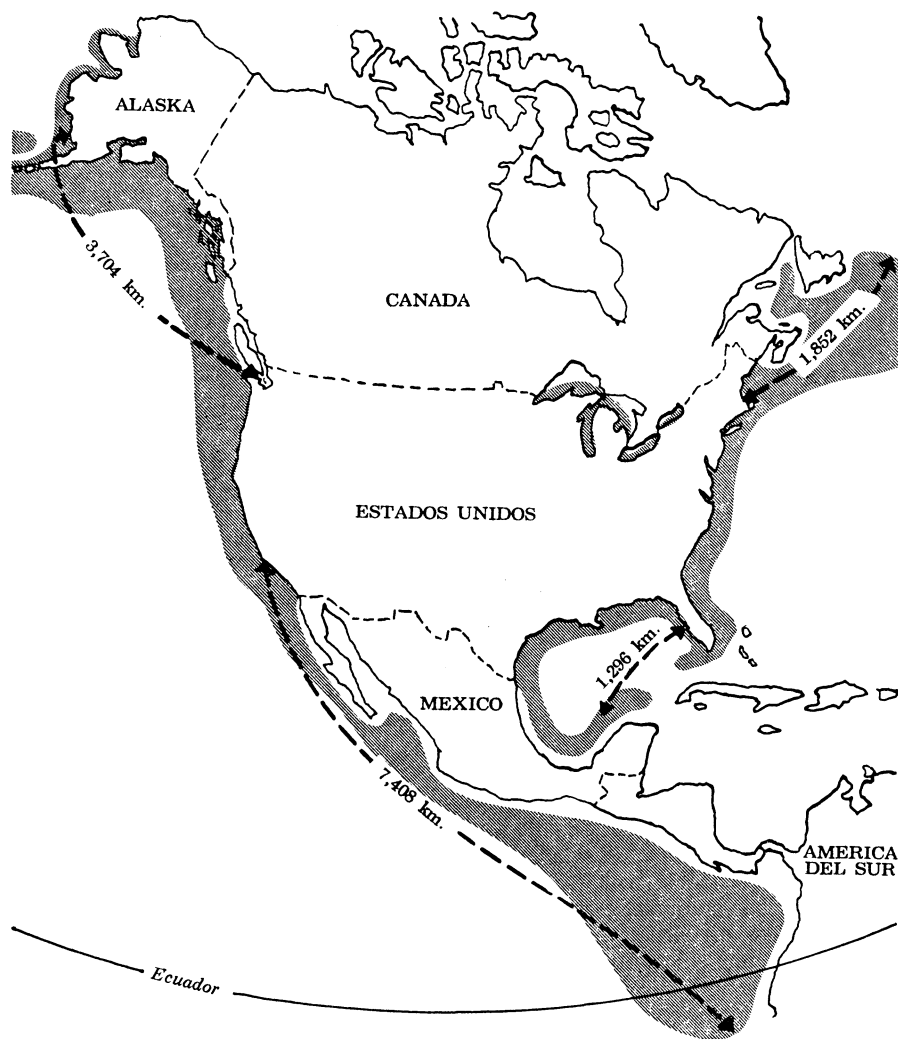 ALASKA
3,704 km.
CANADA
1,852 km.
ESTADOS UNIDOS
1,296 km.
MEXICO
7,408 km.
AMERICA
DEL SUR
Ecuador